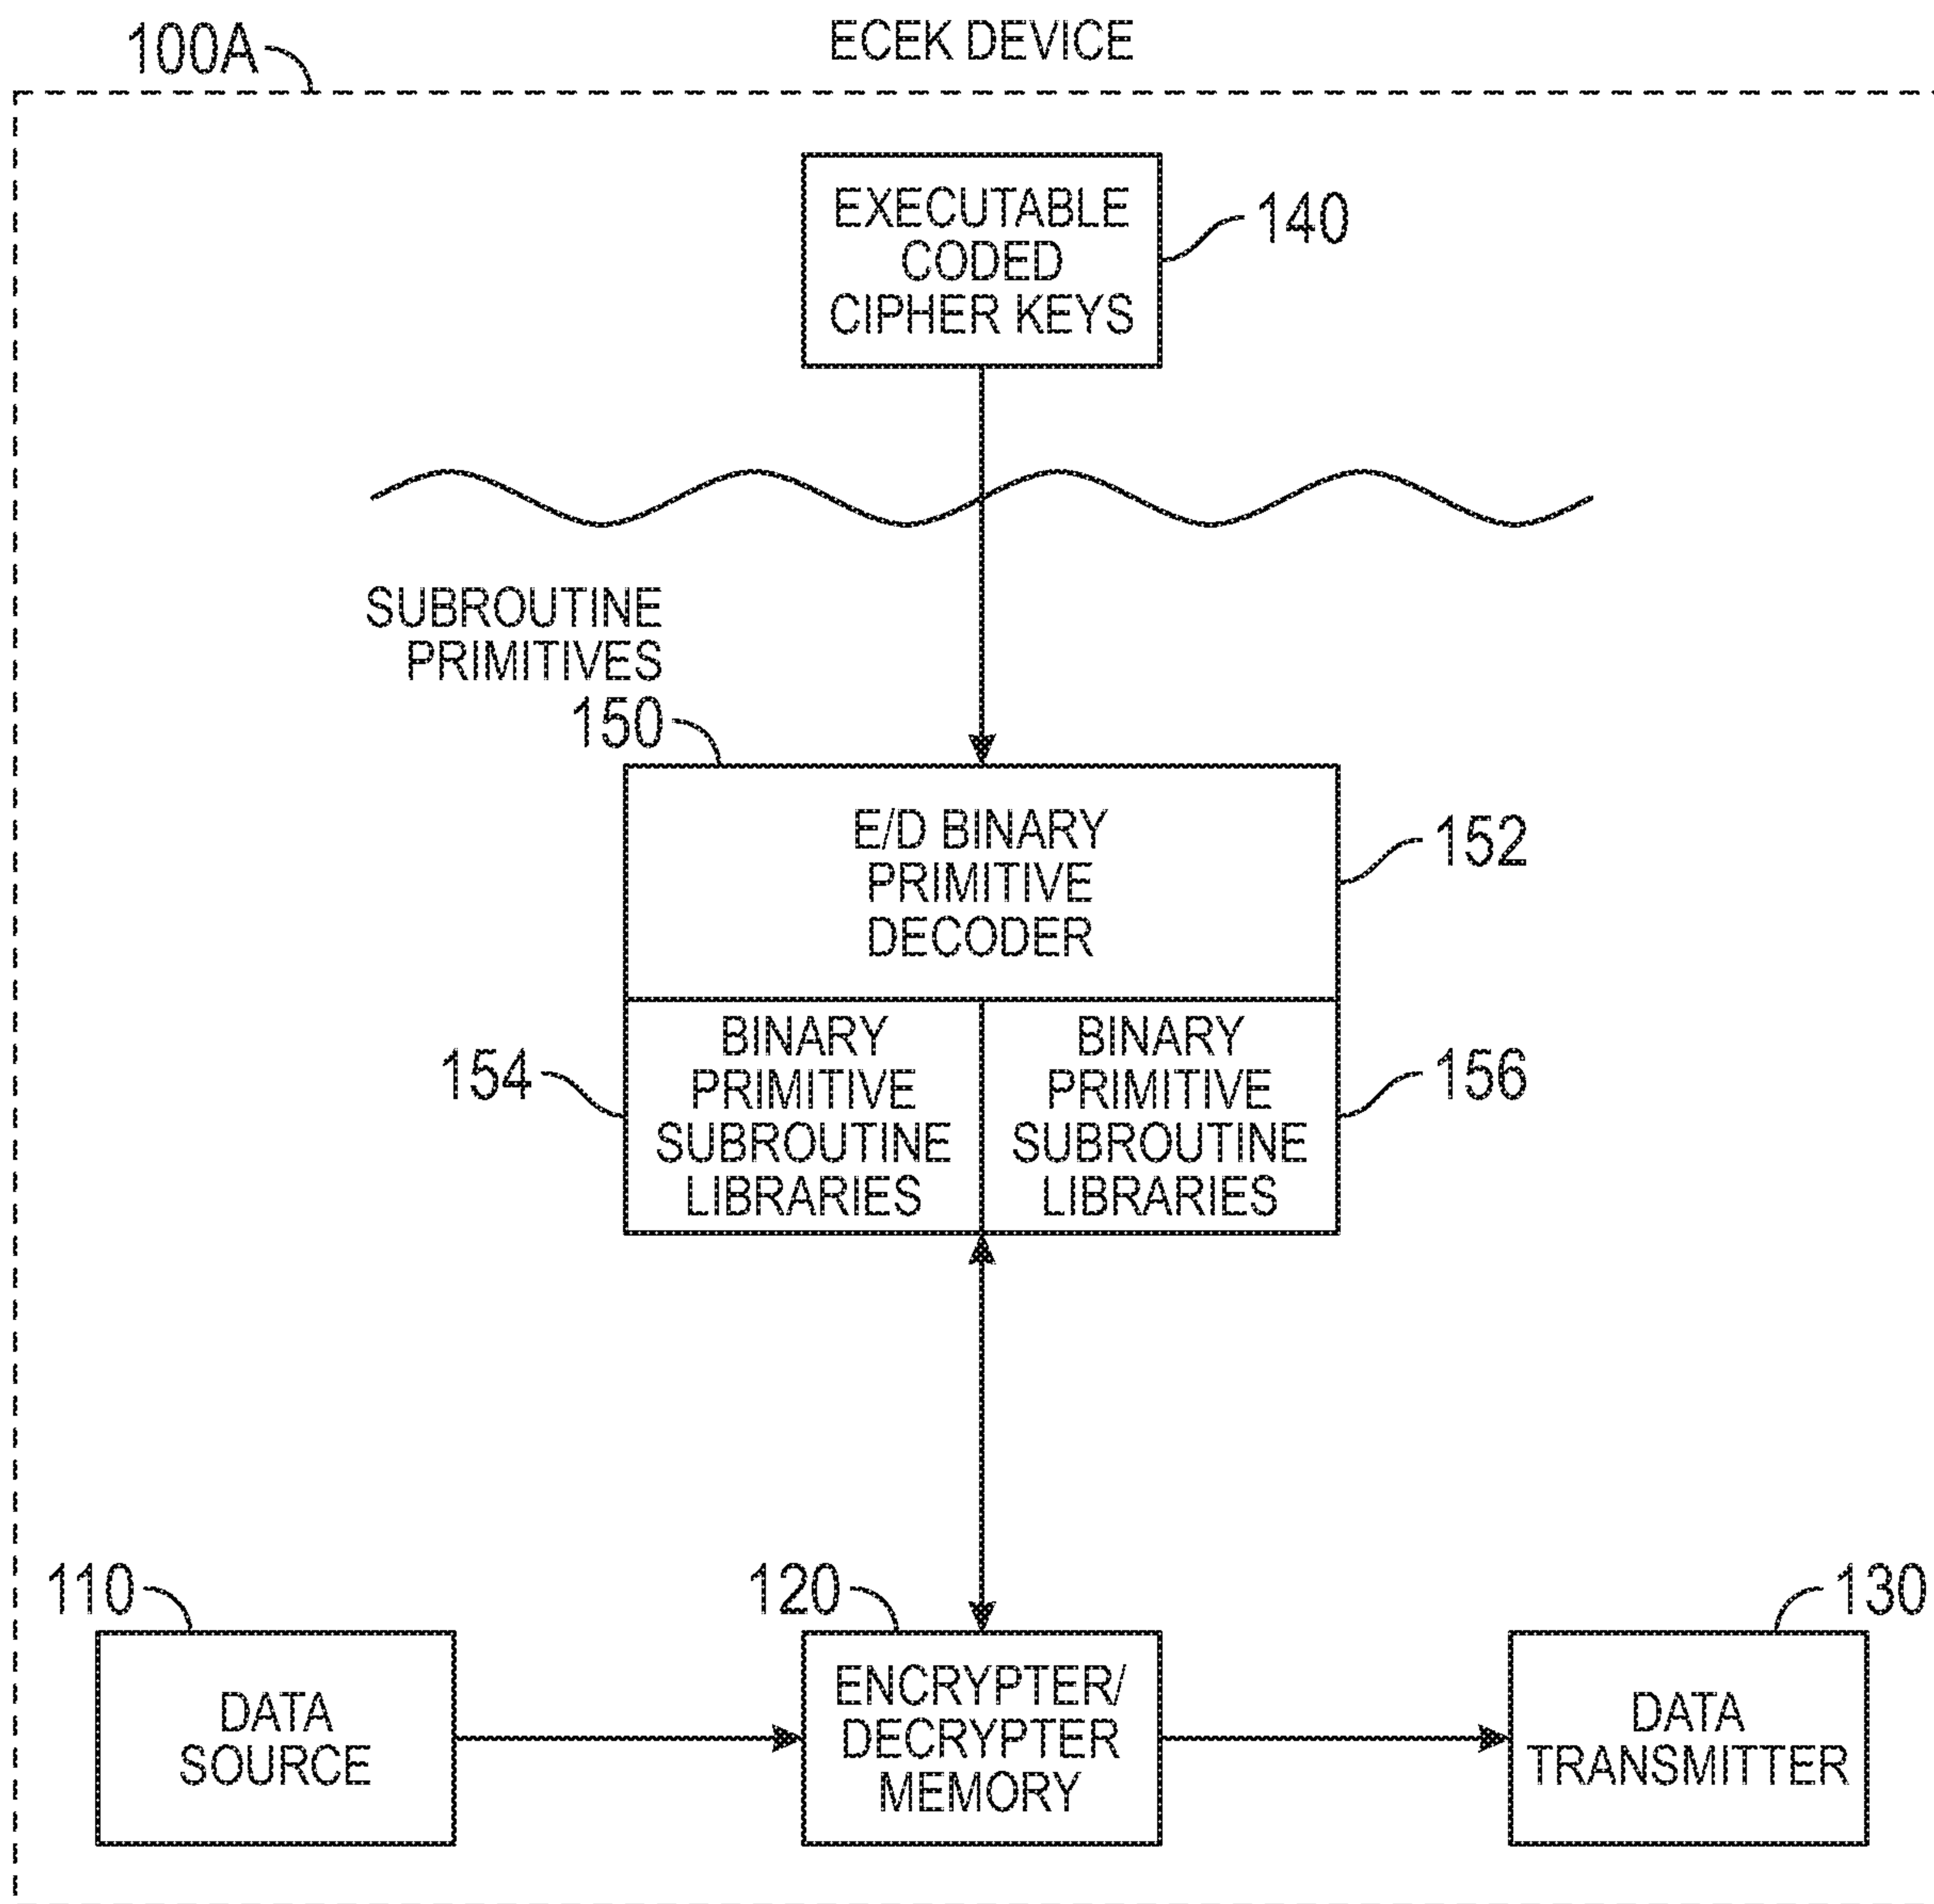 ECEK DEVICE
100A
EXECUTABLE
CODED
CIPHER KEYS
140
SUBROUTINE
PRIMITIVES
150
E/D BINARY
PRIMITIVE
DECODER
152
BINARY
PRIMITIVE
SUBROUTINE
LIBRARIES
154
BINARY
PRIMITIVE
SUBROUTINE
LIBRARIES
156
110
DATA
SOURCE
120
ENCRYPTER/
DECRYPTER
MEMORY
130
DATA
TRANSMITTER